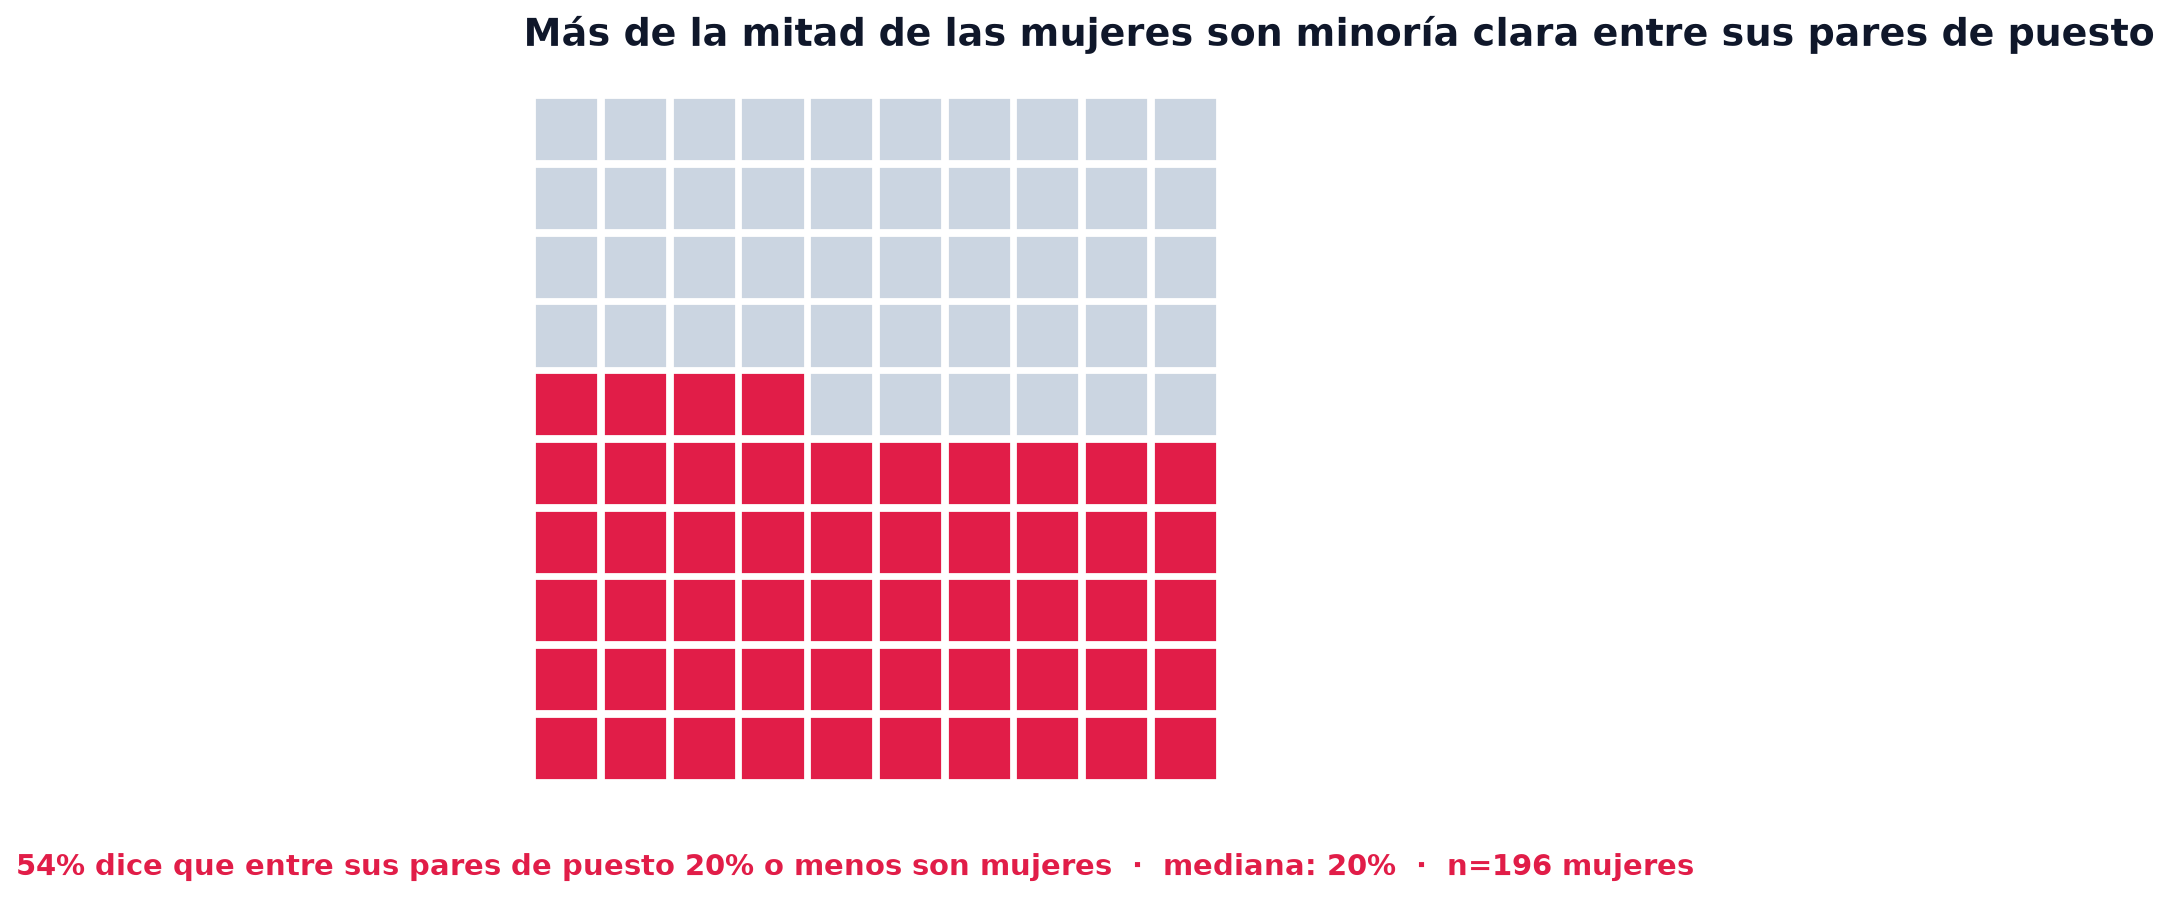 Más de la mitad de las mujeres son minoría clara entre sus pares de puesto
54% dice que entre sus pares de puesto 20% o menos son mujeres · mediana: 20% · n=196 mujeres